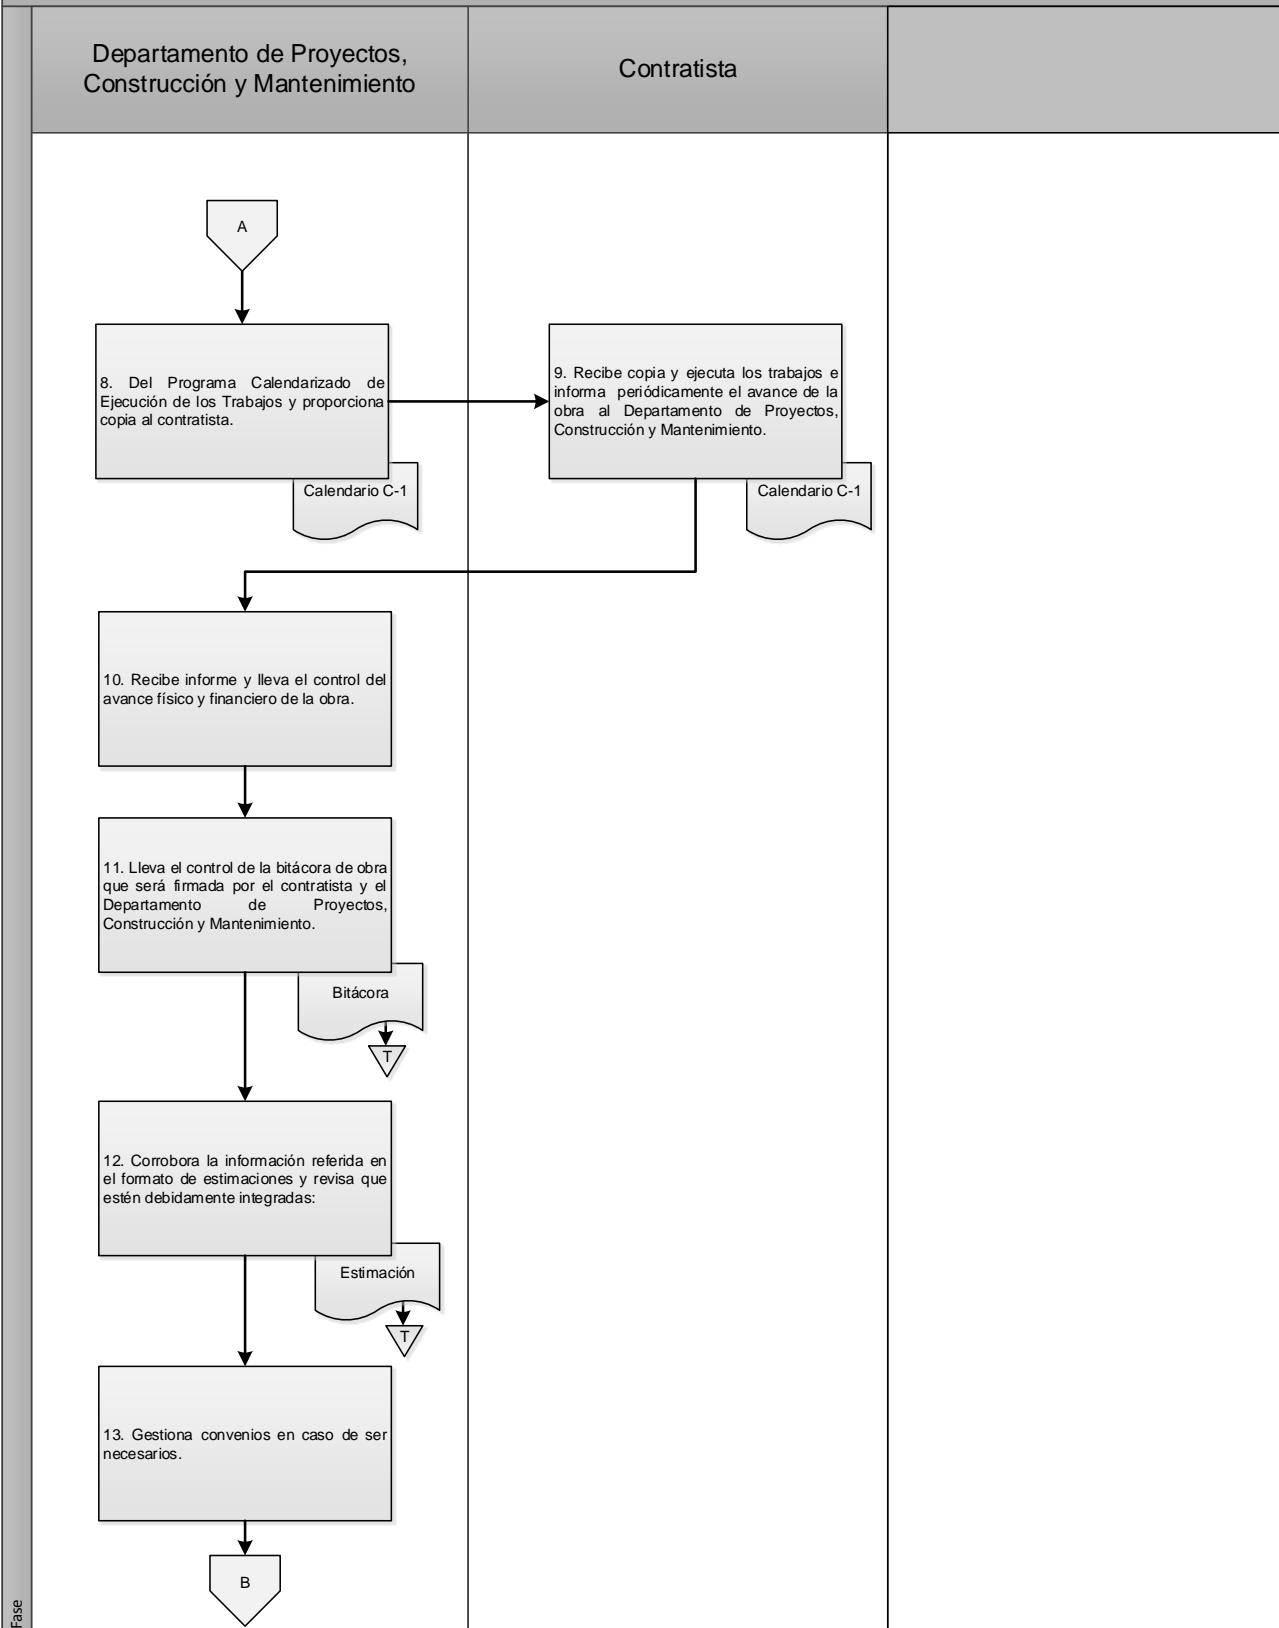 Departamento de Proyectos,
Construcción y Mantenimiento
Contratista
A
8. Del Programa Calendarizado de
Ejecución de los Trabajos y proporciona
copia al contratista.
Calendario C-1
9. Recibe copia y ejecuta los trabajos e
informa periódicamente el avance de la
obra al Departamento de Proyectos,
Construcción y Mantenimiento.
Calendario C-1
10. Recibe informe y lleva el control del
avance físico y financiero de la obra.
11. Lleva el control de la bitácora de obra
que será firmada por el contratista y el
Departamento de Proyectos,
Construcción y Mantenimiento.
Bitácora
T
12. Corrobora la información referida en
el formato de estimaciones y revisa que
estén debidamente integradas:
Estimación
T
13. Gestiona convenios en caso de ser
necesarios.
B
Fase